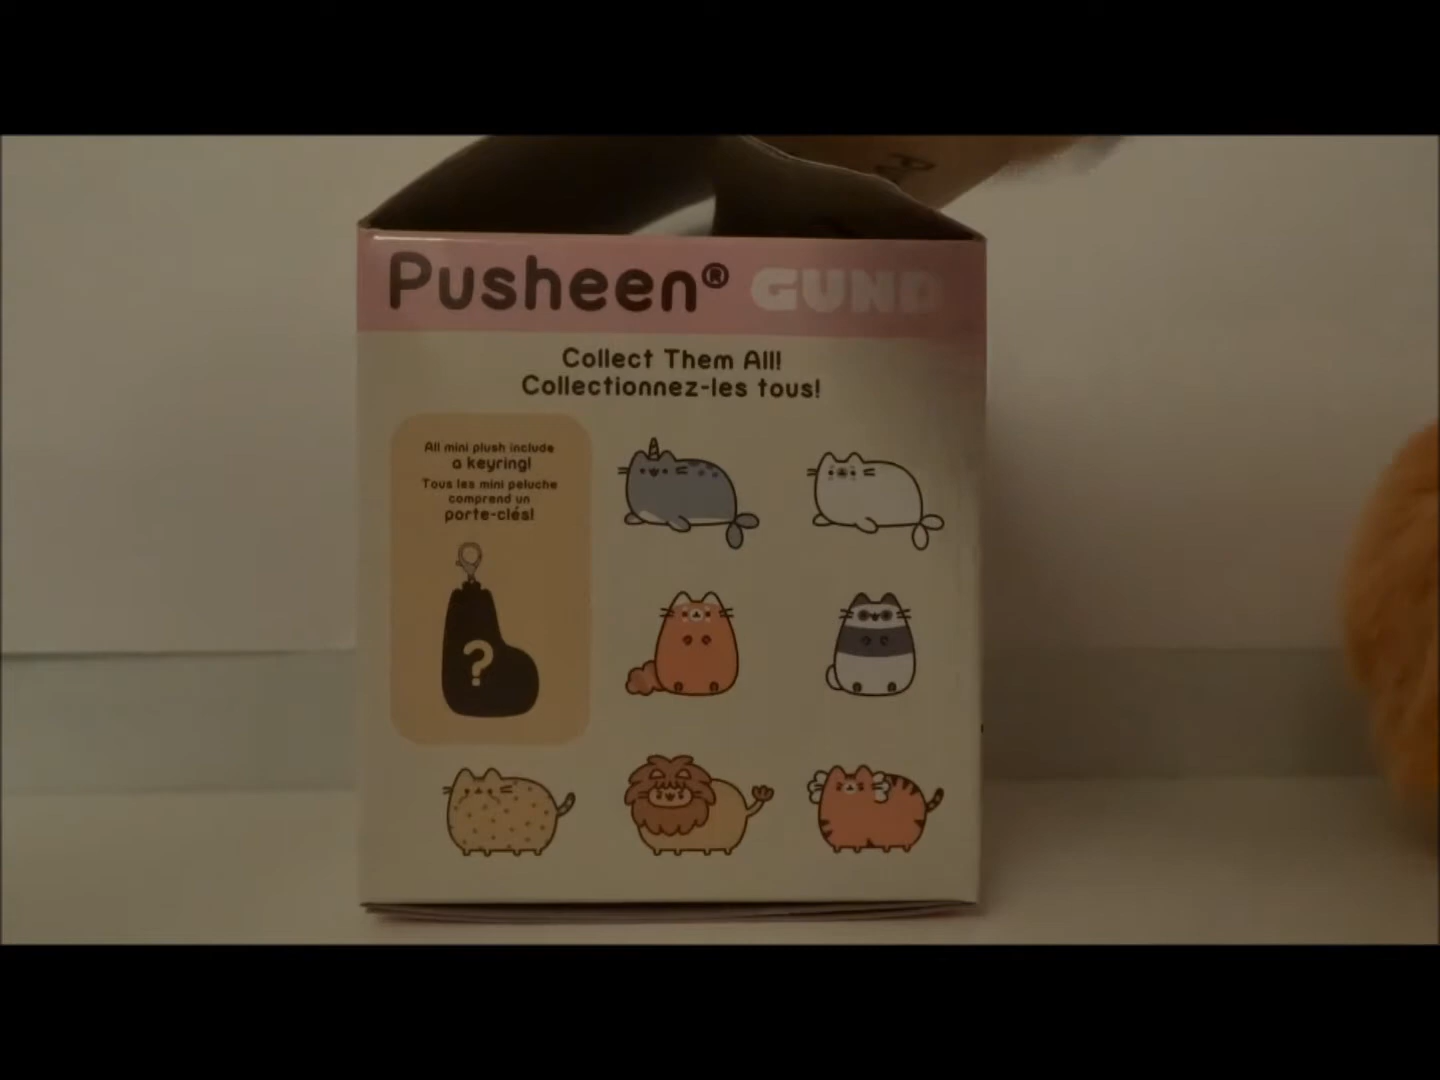 Pusheen® GUND
Collect Them All!
Collectionnez-les tous!
All mini plush include
a keyring!
Tous les mini peluche
comprend un
porte-clés!
?